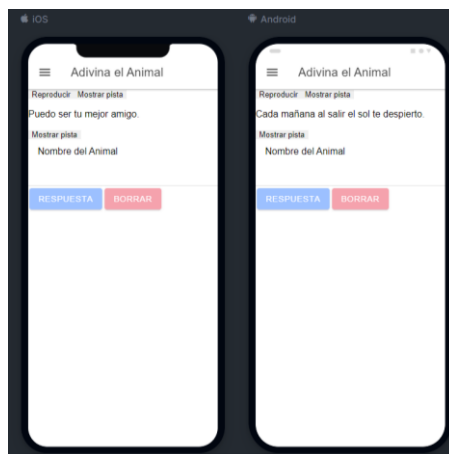 iOS
Adivina el Animal
Reproducir Mostrar pista
Puedo ser tu mejor amigo.
Mostrar pista
Nombre del Animal
RESPUESTA BORRAR
Android
Adivina el Animal
Reproducir Mostrar pista
Cada mañana al salir el sol te despierto.
Mostrar pista
Nombre del Animal
RESPUESTA BORRAR